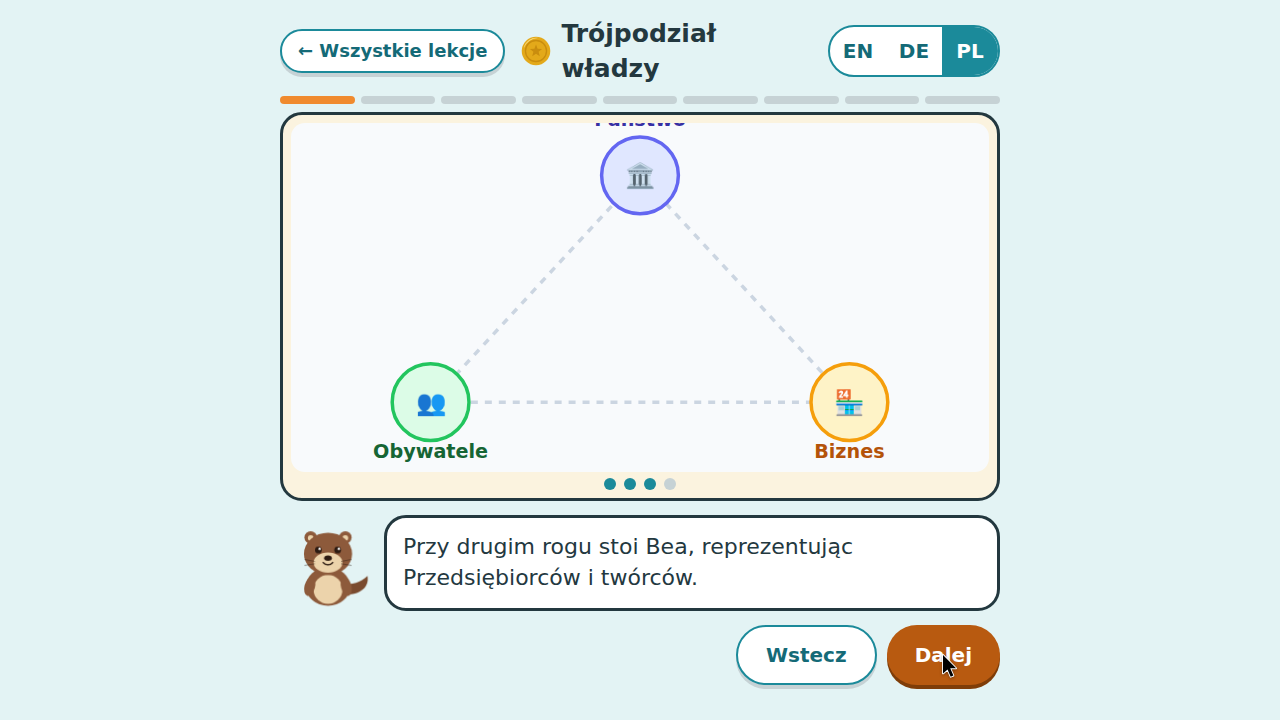 ← Wszystkie lekcje
Trójpodział
władzy
EN DE PL
Państwo
Obywatele
Biznes
Przy drugim rogu stoi Bea, reprezentując
Przedsiębiorców i twórców.
Wstecz
Dalej